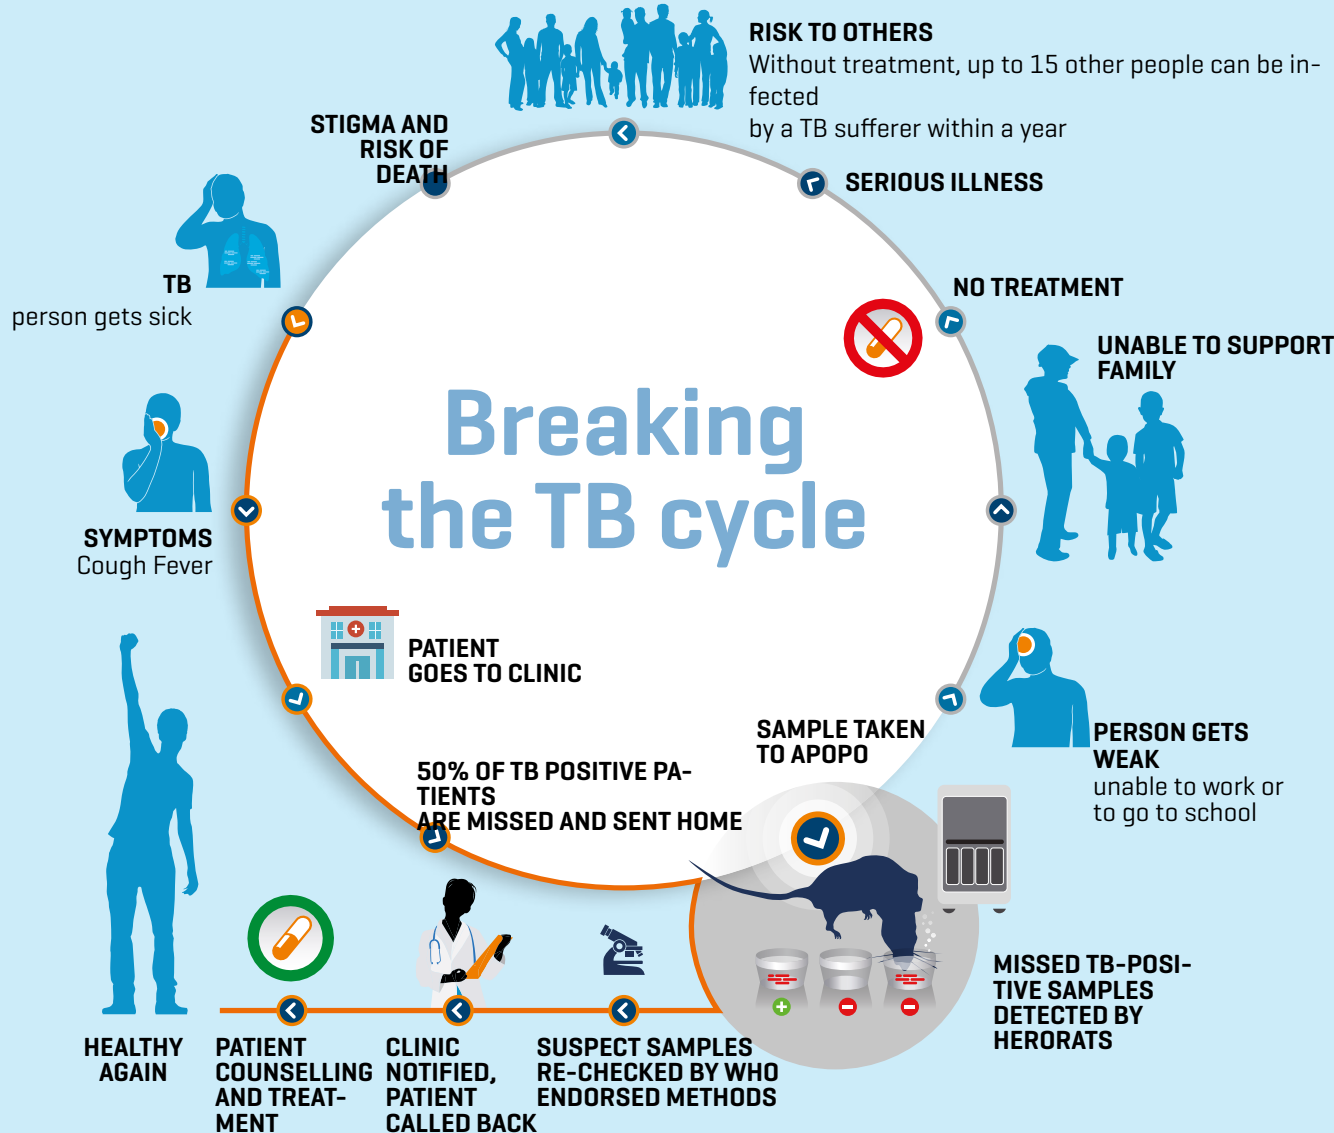 RISK TO OTHERS
Without treatment, up to 15 other people can be in-
fected
by a TB sufferer within a year
STIGMA AND
RISK OF
DEATH
SERIOUS ILLNESS
TB
person gets sick
NO TREATMENT
UNABLE TO SUPPORT
FAMILY
Breaking
the TB cycle
SYMPTOMS
Cough Fever
PATIENT
GOES TO CLINIC
PERSON GETS
WEAK
unable to work or
to go to school
SAMPLE TAKEN
TO APOPO
50% OF TB POSITIVE PA-
TIENTS
ARE MISSED AND SENT HOME
MISSED TB-POSI-
TIVE SAMPLES
DETECTED BY
HERORATS
HEALTHY
AGAIN
PATIENT
COUNSELLING
AND TREAT-
MENT
CLINIC
NOTIFIED,
PATIENT
CALLED BACK
SUSPECT SAMPLES
RE-CHECKED BY WHO
ENDORSED METHODS